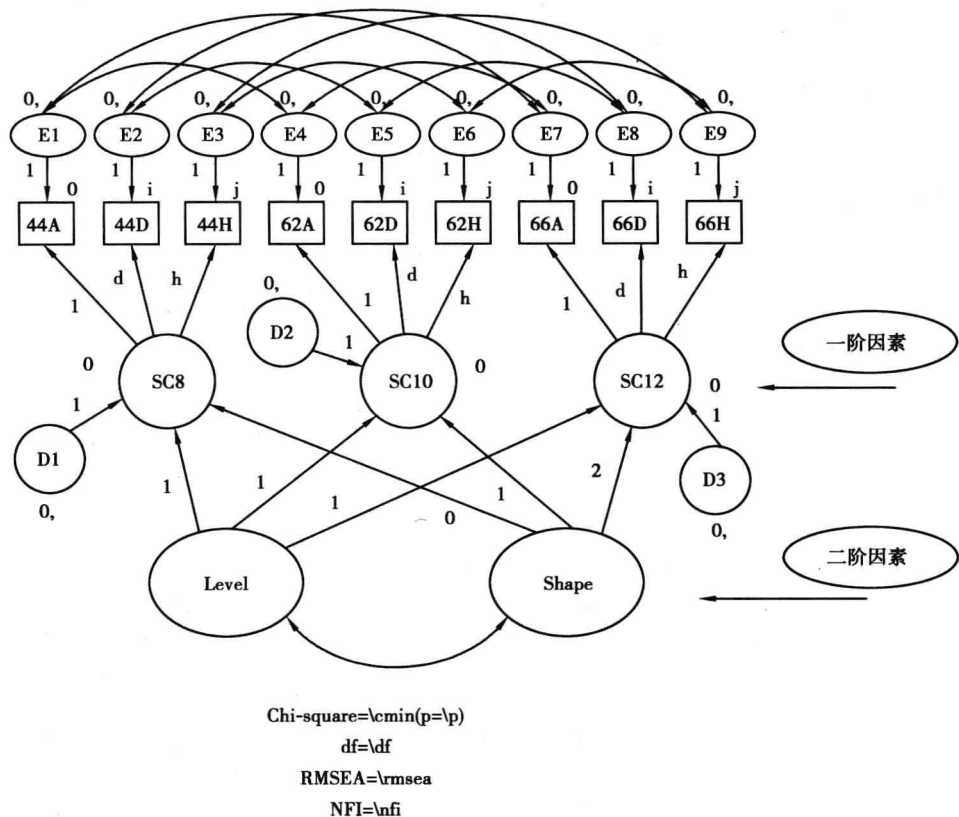 0, 0, 0, 0, 0, 0, 0, 0, 0,
E1 E2 E3 E4 E5 E6 E7 E8 E9
1 1 1 1 1 1 1 1 1
0 i j 0 i j 0 i j
44A 44D 44H 62A 62D 62H 66A 66D 66H
1 d h 1 d h 1 d h
0, D2 1
一阶因素
0 SC8 SC10 0 SC12 0
1 1
D1 D3
0, 0,
1 1 1 0 1 2
二阶因素
Level Shape
Chi-square=\cmin(p=\p)
df=\df
RMSEA=\rmsea
NFI=\nfi